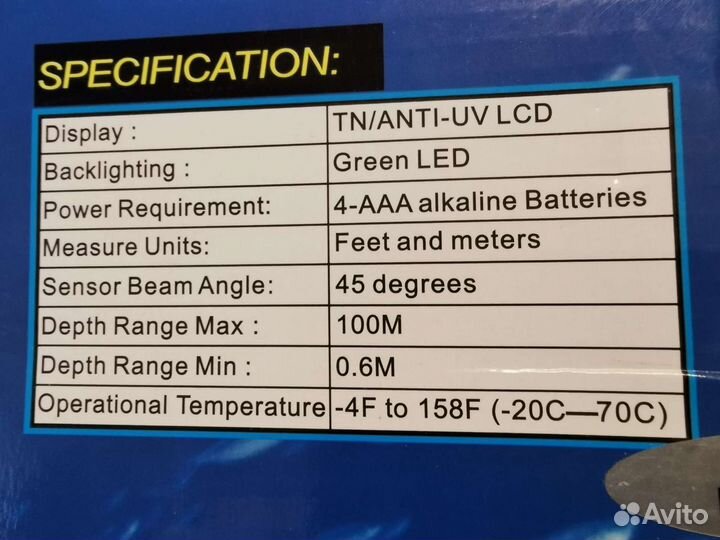 SPECIFICATION:
Display : TN/ANTI-UV LCD
Backlighting : Green LED
Power Requirement: 4-AAA alkaline Batteries
Measure Units: Feet and meters
Sensor Beam Angle: 45 degrees
Depth Range Max : 100M
Depth Range Min : 0.6M
Operational Temperature -4F to 158F (-20C—70C)
Avito